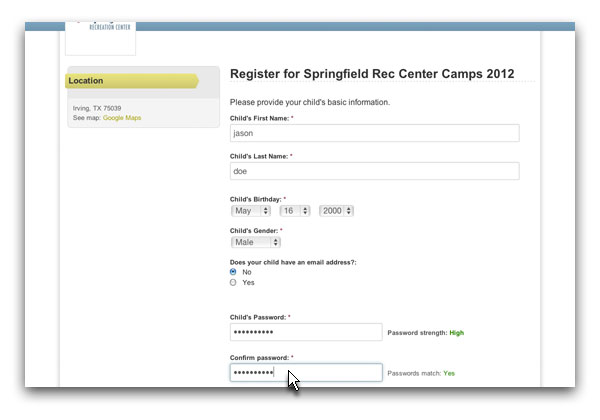 RECREATION CENTER
Location
Irving, TX 75039
See map: Google Maps
Register for Springfield Rec Center Camps 2012
Please provide your child's basic information.
Child's First Name: *
jason
Child's Last Name: *
doe
Child's Birthday: *
May 16 2000
Child's Gender: *
Male
Does your child have an email address?:
No
Yes
Child's Password: *
••••••••••
Password strength: High
Confirm password: *
••••••••••
Passwords match: Yes